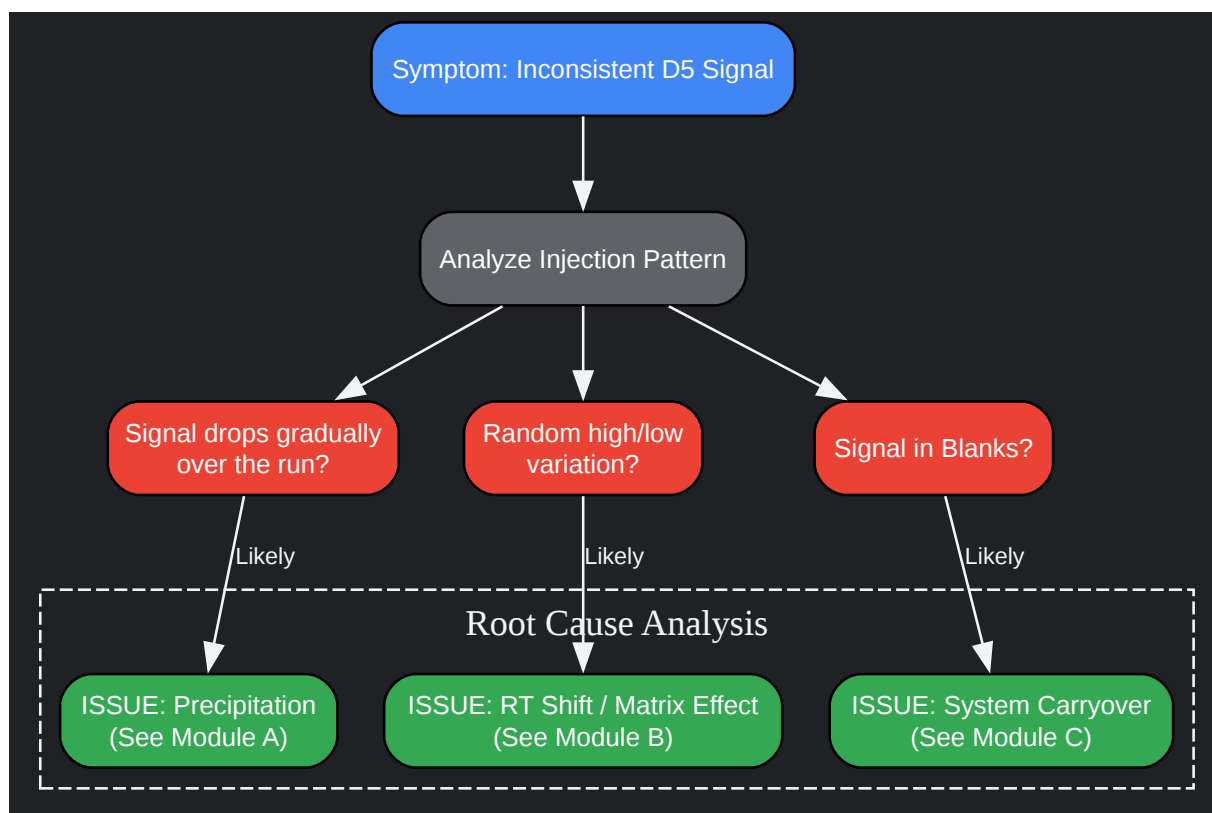 Symptom: Inconsistent D5 Signal
Analyze Injection Pattern
Signal drops gradually
over the run?
Random high/low
variation?
Signal in Blanks?
Likely
Likely
Likely
Root Cause Analysis
ISSUE: Precipitation
(See Module A)
ISSUE: RT Shift / Matrix Effect
(See Module B)
ISSUE: System Carryover
(See Module C)